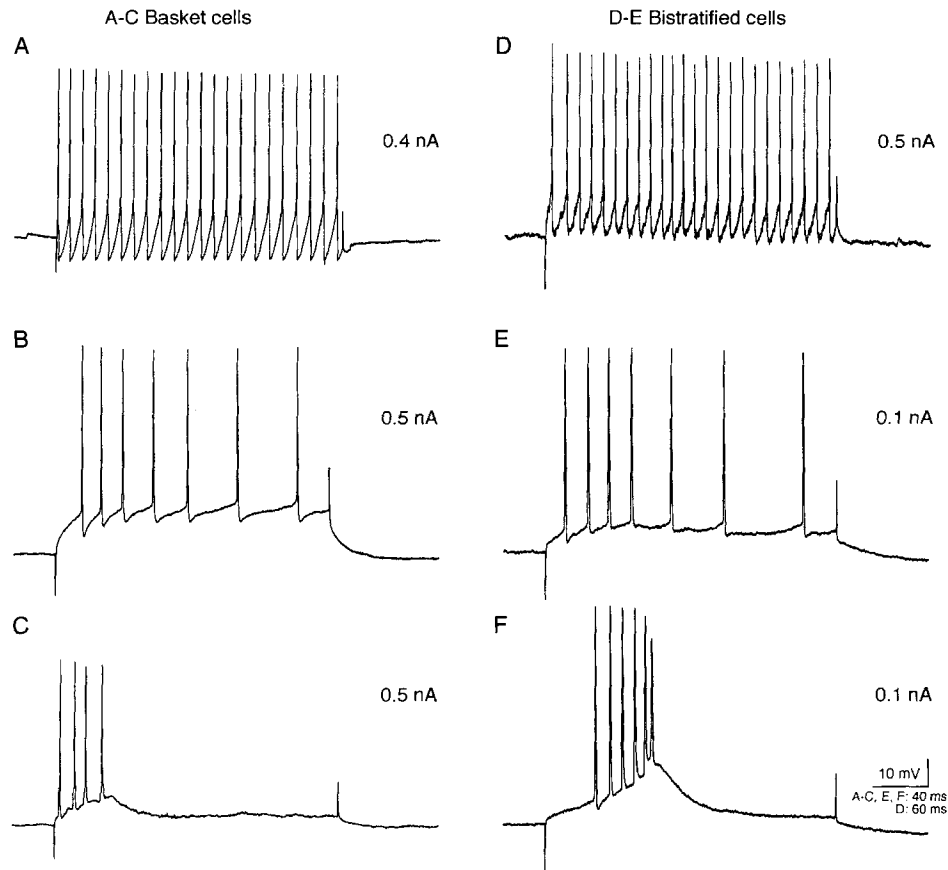 A-C Basket cells
D-E Bistratified cells
A
0.4 nA
D
0.5 nA
B
0.5 nA
E
0.1 nA
C
0.5 nA
F
0.1 nA
10 mV
A-C, E, F: 40 ms
D: 60 ms